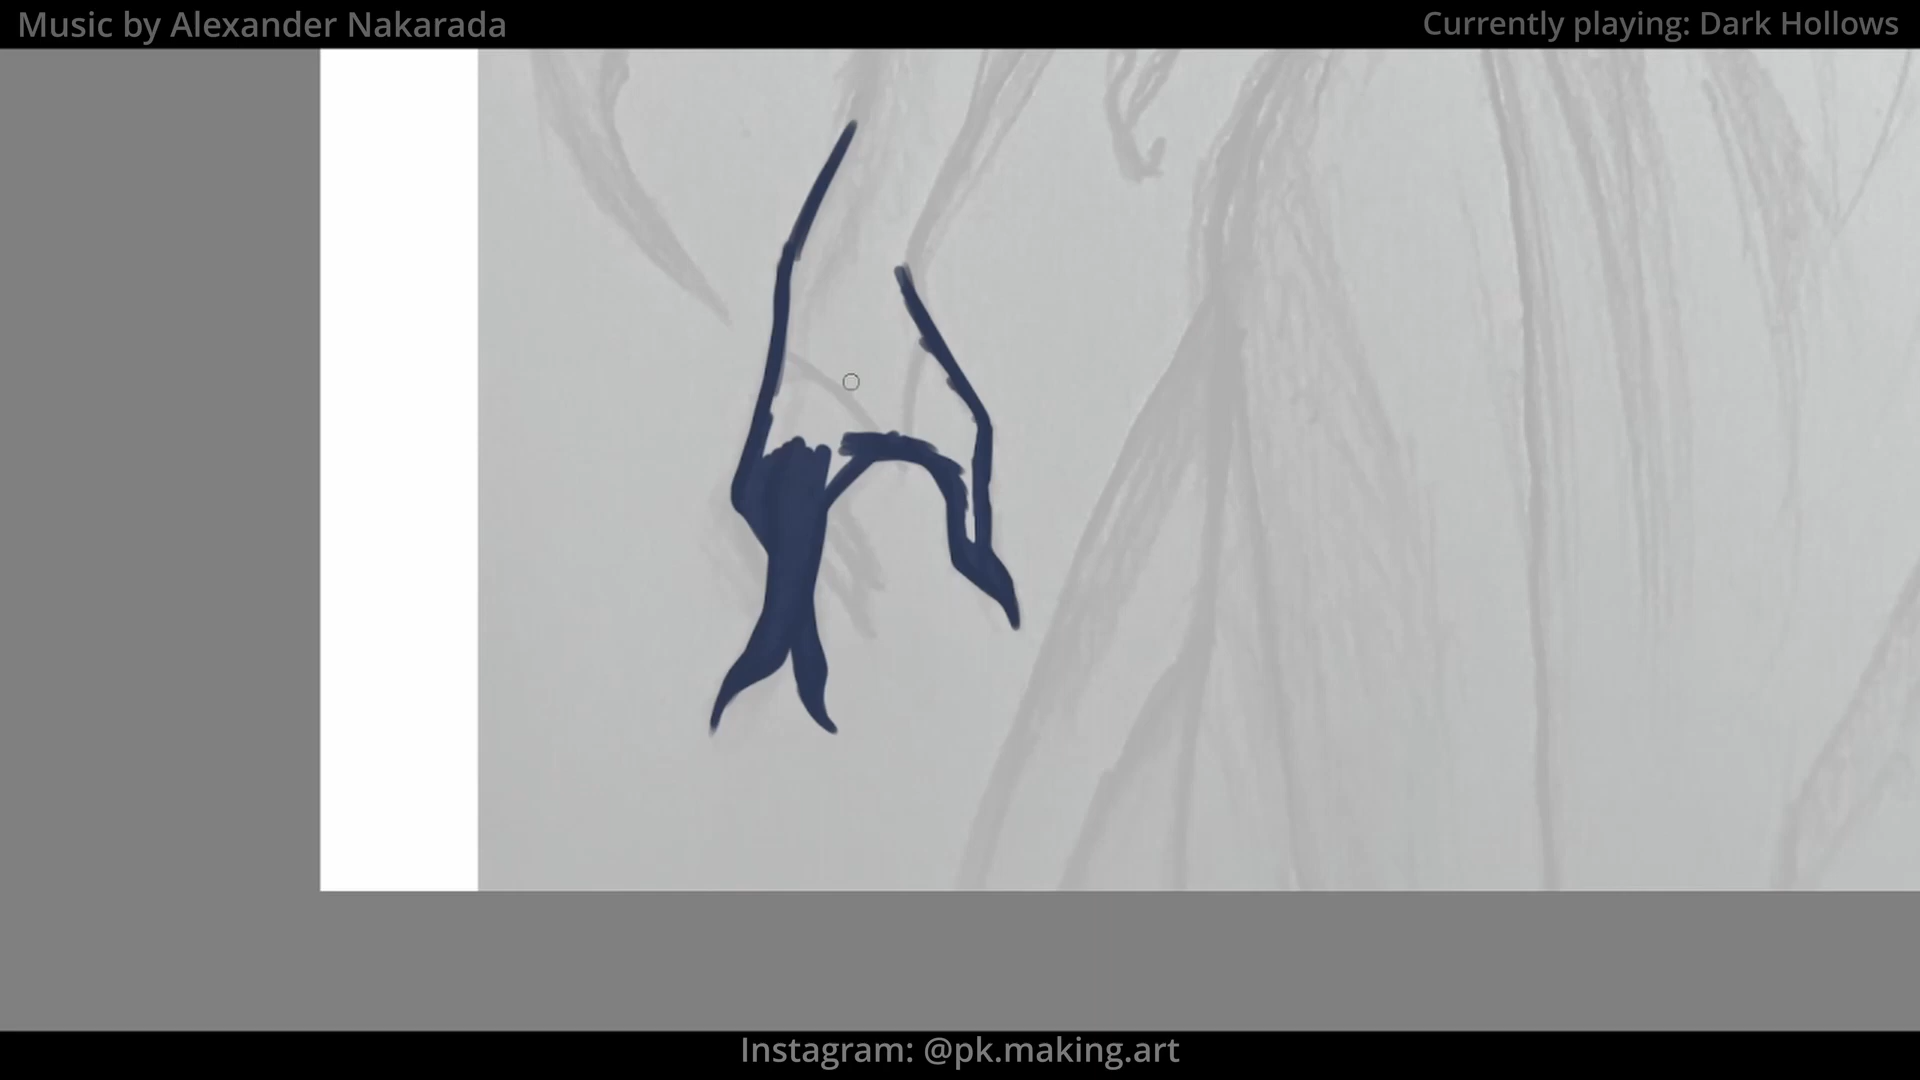 Music by Alexander Nakarada
Currently playing: Dark Hollows
Instagram: @pk.making.art